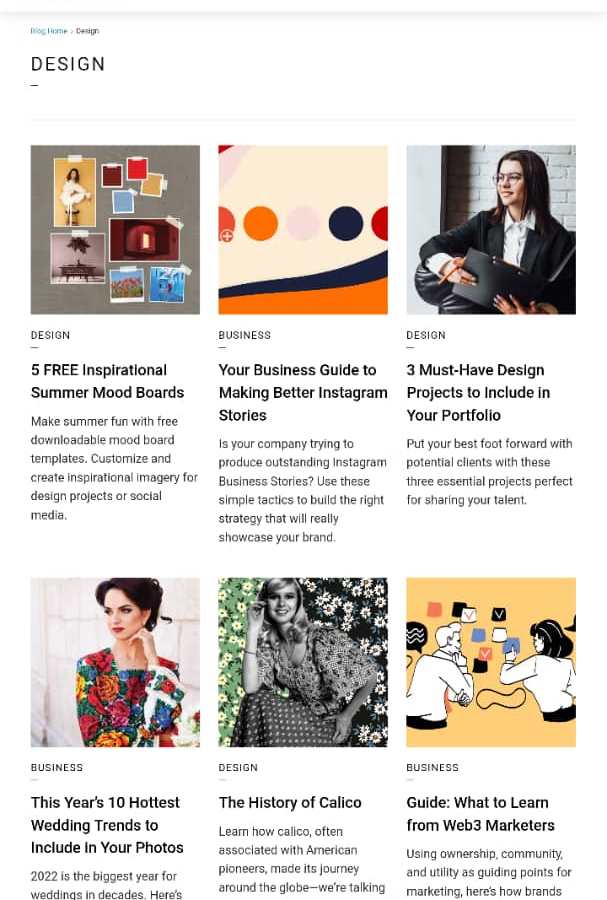 Blog Home › Design
DESIGN
DESIGN
5 FREE Inspirational
Summer Mood Boards
Make summer fun with free
downloadable mood board
templates. Customize and
create inspirational imagery for
design projects or social
media.
BUSINESS
Your Business Guide to
Making Better Instagram
Stories
Is your company trying to
produce outstanding Instagram
Business Stories? Use these
simple tactics to build the right
strategy that will really
showcase your brand.
DESIGN
3 Must-Have Design
Projects to Include in
Your Portfolio
Put your best foot forward with
potential clients with these
three essential projects perfect
for sharing your talent.
BUSINESS
This Year’s 10 Hottest
Wedding Trends to
Include in Your Photos
2022 is the biggest year for
weddings in decades. Here’s
DESIGN
The History of Calico
Learn how calico, often
associated with American
pioneers, made its journey
around the globe—we’re talking
BUSINESS
Guide: What to Learn
from Web3 Marketers
Using ownership, community,
and utility as guiding points for
marketing, here’s how brands